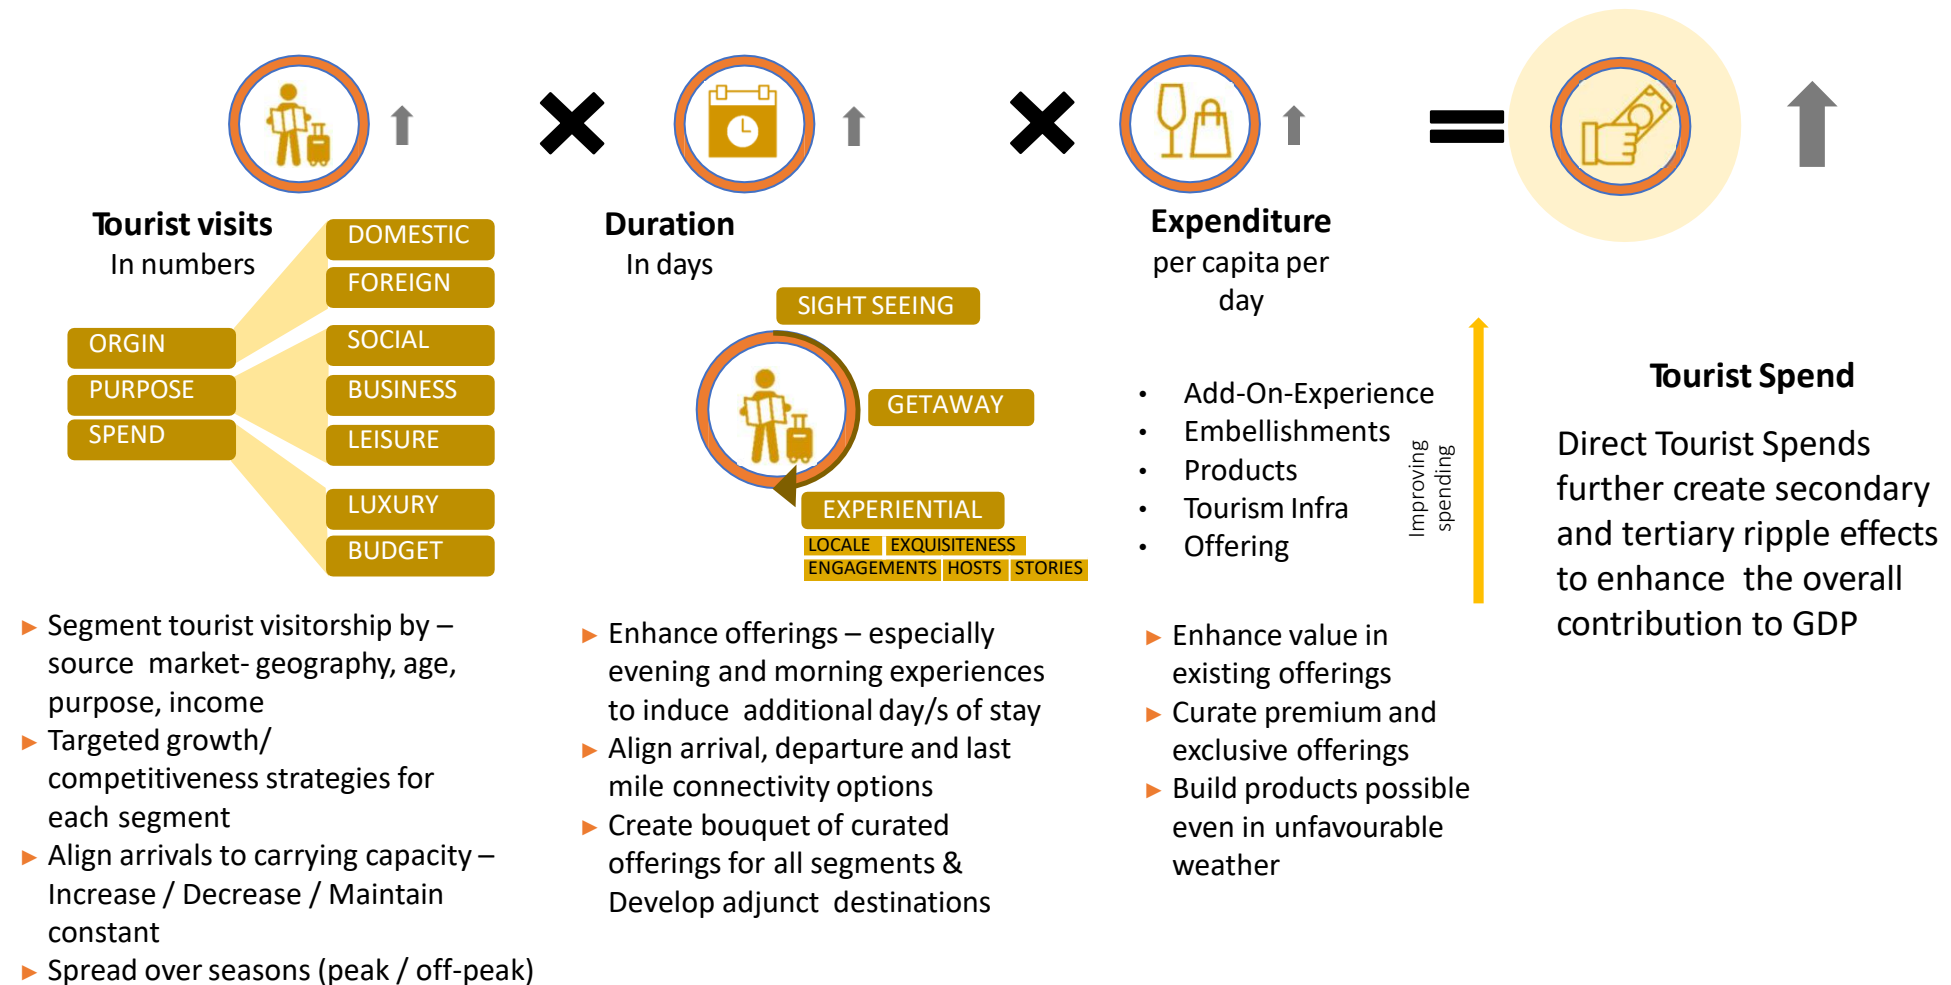 Tourist visits
In numbers
DOMESTIC
FOREIGN
ORGIN
PURPOSE
SPEND
SOCIAL
BUSINESS
LEISURE
LUXURY
BUDGET
► Segment tourist visitorship by –
source market- geography, age,
purpose, income
► Targeted growth/
competitiveness strategies for
each segment
► Align arrivals to carrying capacity –
Increase / Decrease / Maintain
constant
► Spread over seasons (peak / off-peak)
Duration
In days
SIGHT SEEING
GETAWAY
EXPERIENTIAL
LOCALE EXQUISITENESS
ENGAGEMENTS HOSTS STORIES
► Enhance offerings – especially
evening and morning experiences
to induce additional day/s of stay
► Align arrival, departure and last
mile connectivity options
► Create bouquet of curated
offerings for all segments &
Develop adjunct destinations
Expenditure
per capita per
day
• Add-On-Experience
• Embellishments
• Products
• Tourism Infra
• Offering
Improving
spending
► Enhance value in
existing offerings
► Curate premium and
exclusive offerings
► Build products possible
even in unfavourable
weather
Tourist Spend
Direct Tourist Spends
further create secondary
and tertiary ripple effects
to enhance the overall
contribution to GDP